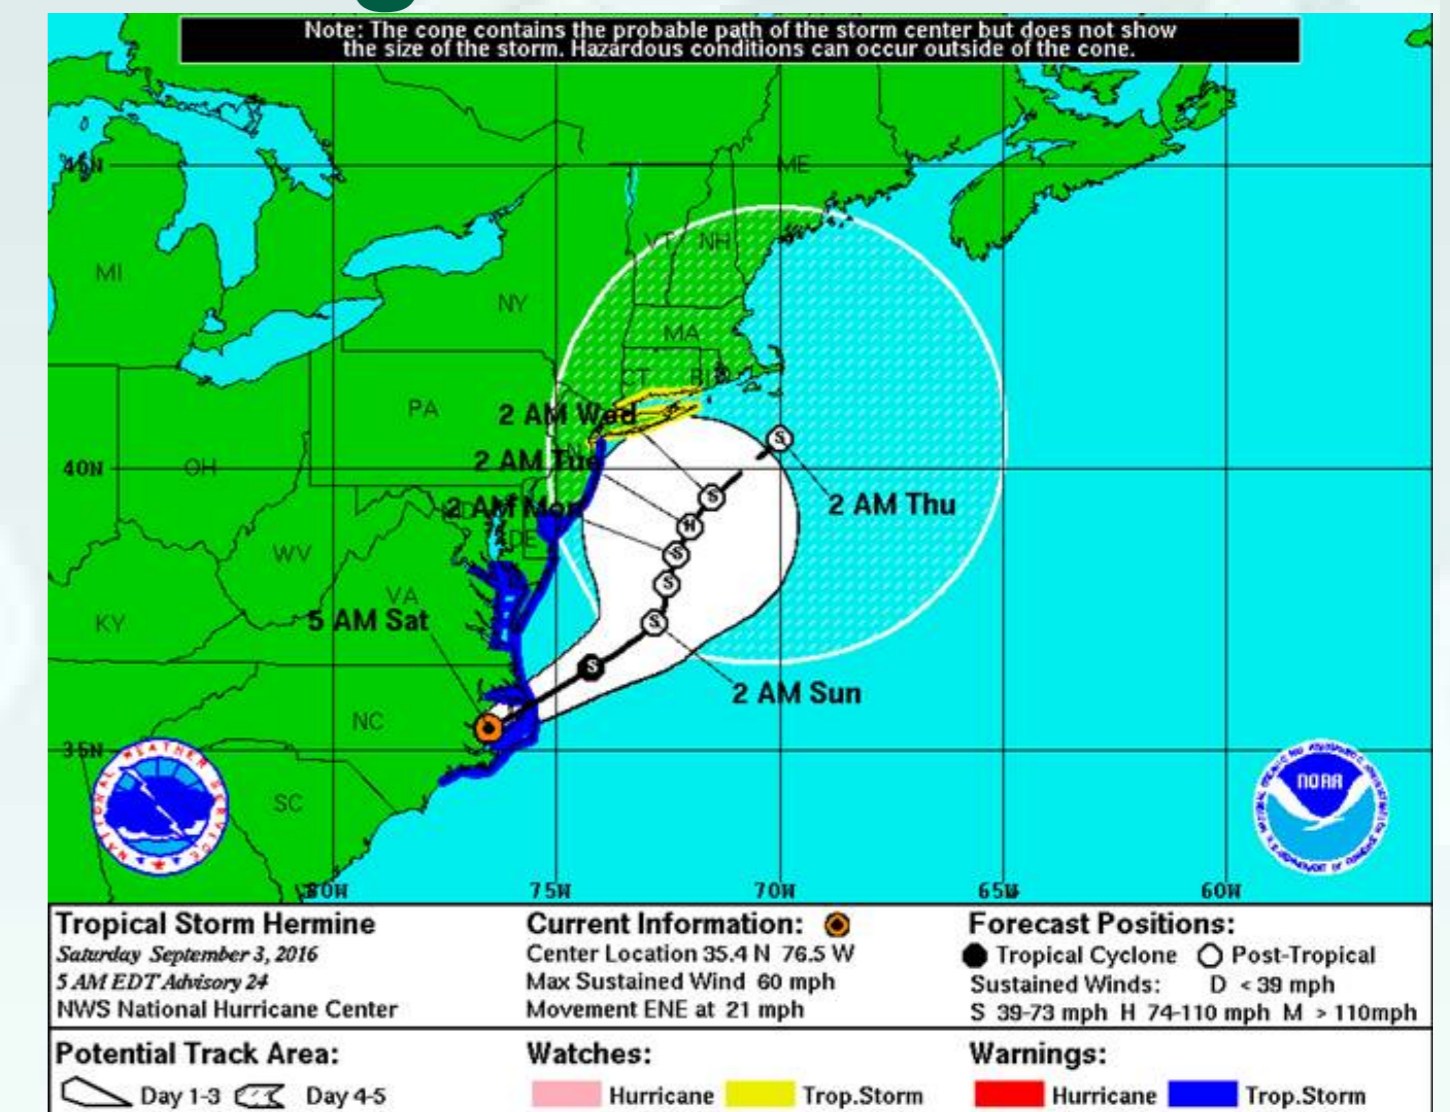 Note: The cone contains the probable path of the storm center but does not show
the size of the storm. Hazardous conditions can occur outside of the cone.
45N
ME
VT NH
MI
NY
MA
CT RI
PA
2 AM Wed
40N
OH
2 AM Tue
2 AM Thu
2 AM Mon
DE
WV
VA
KY
5 AM Sat
2 AM Sun
NC
35N
SC
NATIONAL WEATHER SERVICE
NOAA
80W 75W 70W 65W 60W
S
S
H
S
S
S
S
Tropical Storm Hermine
Saturday September 3, 2016
5 AM EDT Advisory 24
NWS National Hurricane Center
Current Information:
Center Location 35.4 N 76.5 W
Max Sustained Wind 60 mph
Movement ENE at 21 mph
Forecast Positions:
Tropical Cyclone Post-Tropical
Sustained Winds: D < 39 mph
S 39-73 mph H 74-110 mph M > 110mph
Potential Track Area:
Day 1-3 Day 4-5
Watches:
Hurricane Trop.Storm
Warnings:
Hurricane Trop.Storm